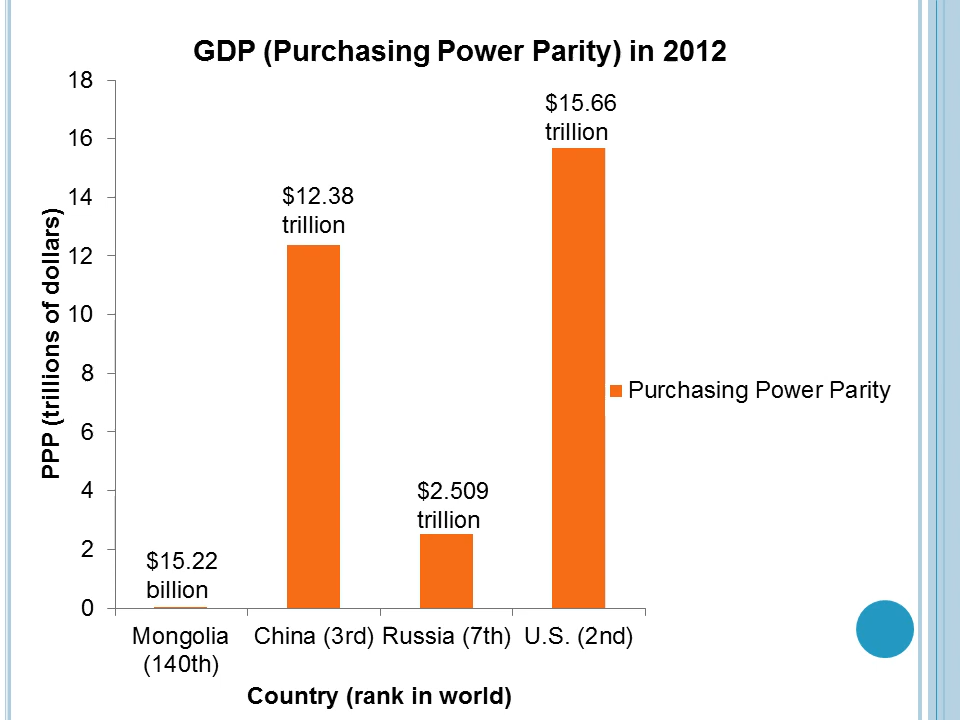 GDP (Purchasing Power Parity) in 2012
PPP (trillions of dollars)
18
16
14
12
10
8
6
4
2
0
$15.22
billion
$12.38
trillion
$2.509
trillion
$15.66
trillion
Purchasing Power Parity
Mongolia
(140th)
China (3rd)
Russia (7th)
U.S. (2nd)
Country (rank in world)